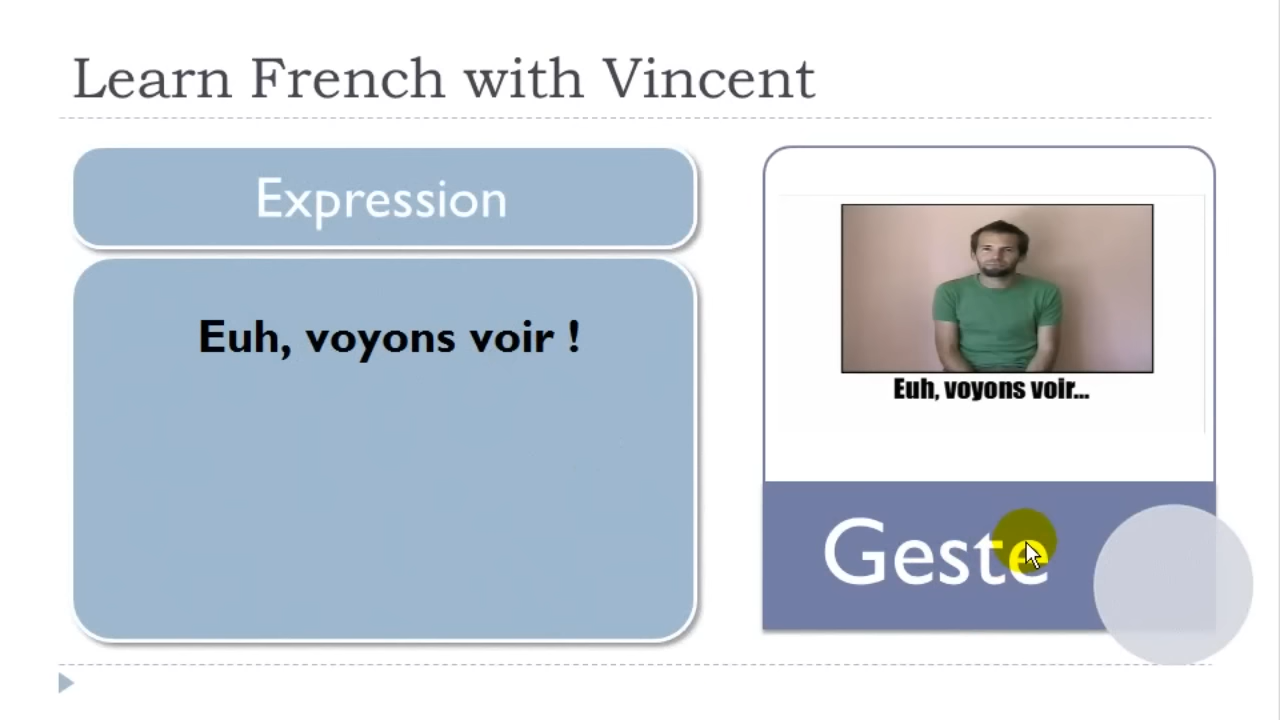 Learn French with Vincent
Expression
Euh, voyons voir !
Euh, voyons voir...
Geste